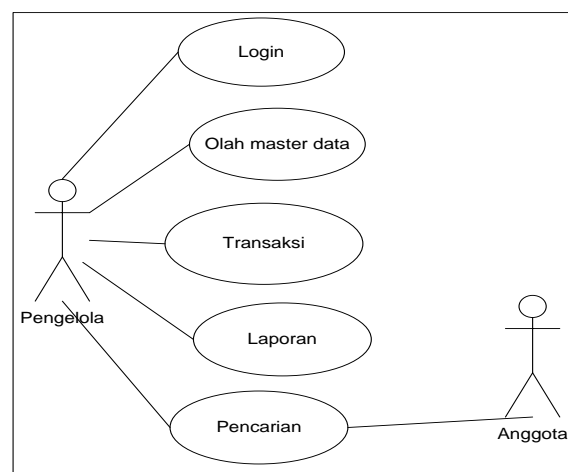 Login
Olah master data
Transaksi
Pengelola
Laporan
Pencarian
Anggota